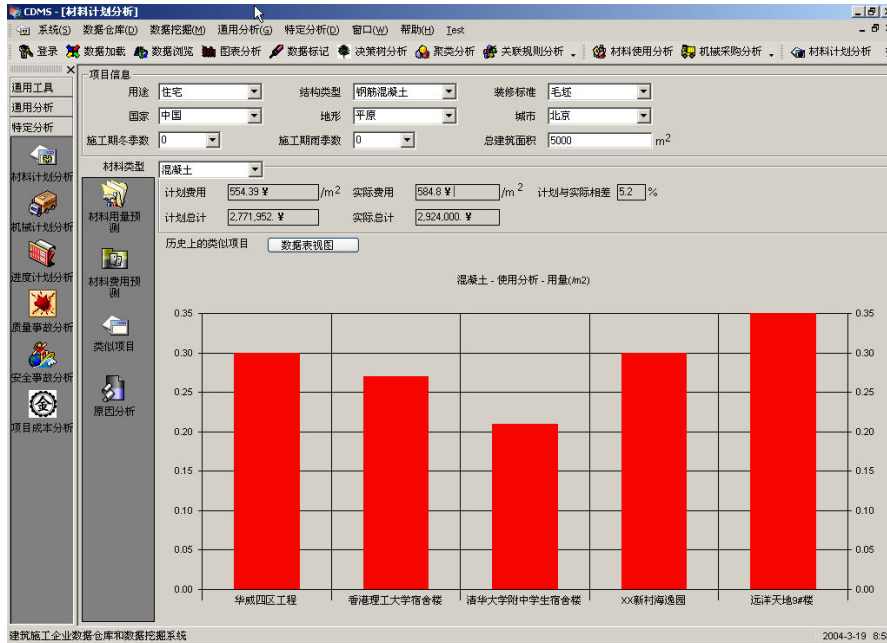 CDMS - [材料计划分析]
系统(S) 数据仓库(D) 数据挖掘(M) 通用分析(G) 特定分析(P) 窗口(W) 帮助(H) Test
登录 数据加载 数据浏览 图表分析 数据标记 决策树分析 聚类分析 关联规则分析 材料使用分析 机械采购分析 材料计划分析
通用工具
通用分析
特定分析
材料计划分析
机械计划分析
进度计划分析
质量事故分析
安全事故分析
项目成本分析
项目信息
用途 住宅 结构类型 钢筋混凝土 装修标准 毛坯
国家 中国 地形 平原 城市 北京
施工期冬季数 0 施工期雨季数 0 总建筑面积 5000 m2
材料类型 混凝土
材料用量预测
材料费用预测
类似项目
原因分析
计划费用 554.39 ¥ /m2 实际费用 584.8 ¥ /m2 计划与实际相差 5.2 %
计划总计 2,771,952. ¥ 实际总计 2,924,000. ¥
历史上的类似项目 数据表视图
混凝土 - 使用分析 - 用量(/m2)
0.35 0.35
0.30 0.30
0.25 0.25
0.20 0.20
0.15 0.15
0.10 0.10
0.05 0.05
0.00 0.00
华威四区工程 香港理工大学宿舍楼 清华大学附中学生宿舍楼 XX新村海逸园 远洋天地9#楼
建筑施工企业数据仓库和数据挖掘系统 2004-3-19